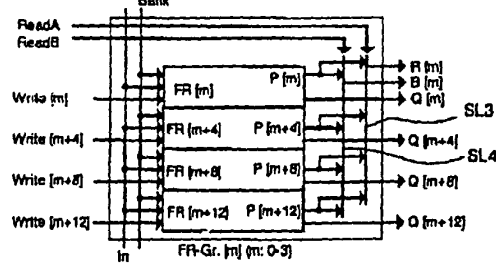 Bank
ReadA
ReadB
R [m]
B [m]
P [m]
FR [m]
Write [m]
Q [m]
SL3
FR [m+4]
P [m+4]
Write [m+4]
Q [m+4]
SL4
FR [m+8]
P [m+8]
Write [m+8]
Q [m+8]
FR [m+12]
P [m+12]
Write [m+12]
Q [m+12]
In
FR-Gr. [m] (m: 0-3)